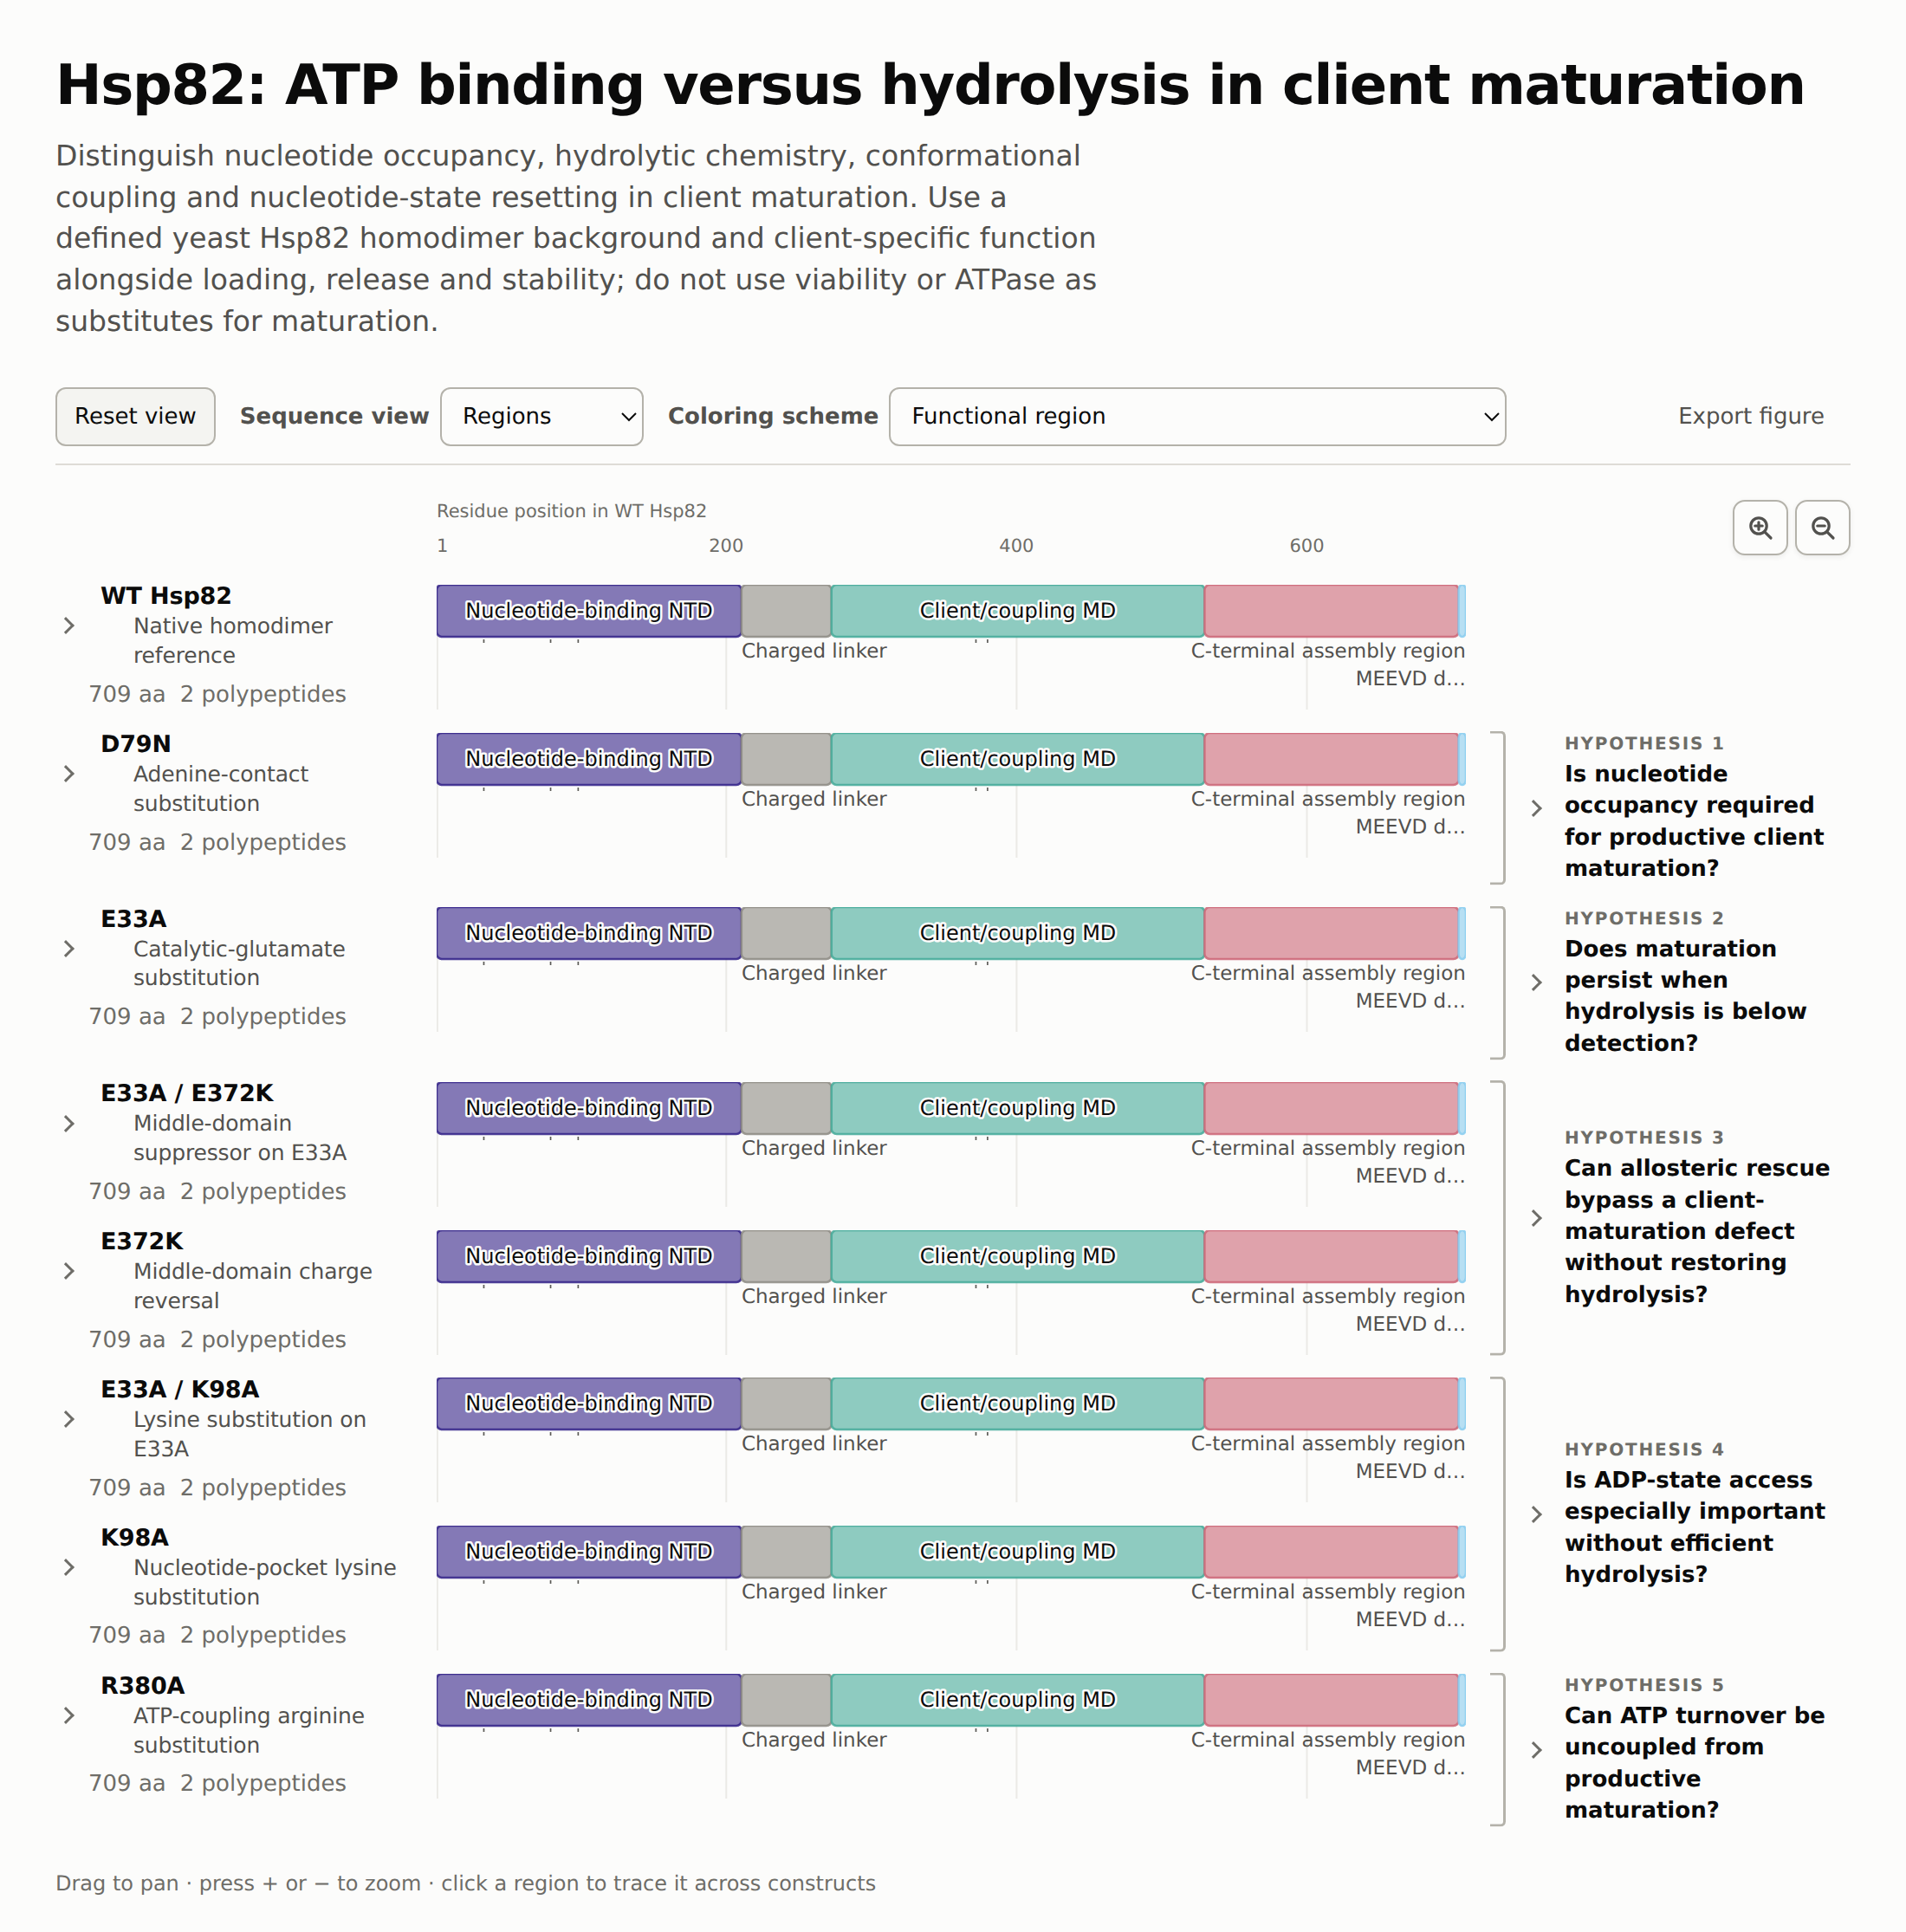 Hsp82: ATP binding versus hydrolysis in client maturation
Distinguish nucleotide occupancy, hydrolytic chemistry, conformational
coupling and nucleotide-state resetting in client maturation. Use a
defined yeast Hsp82 homodimer background and client-specific function
alongside loading, release and stability; do not use viability or ATPase as
substitutes for maturation.
Reset view
Sequence view
Regions
Coloring scheme
Functional region
Export figure
Residue position in WT Hsp82
1
200
400
600
WT Hsp82
Native homodimer
reference
709 aa 2 polypeptides
Nucleotide-binding NTD
Client/coupling MD
Charged linker
C-terminal assembly region
MEEVD d…
D79N
Adenine-contact
substitution
709 aa 2 polypeptides
Nucleotide-binding NTD
Client/coupling MD
Charged linker
C-terminal assembly region
MEEVD d…
HYPOTHESIS 1
Is nucleotide
occupancy required
for productive client
maturation?
E33A
Catalytic-glutamate
substitution
709 aa 2 polypeptides
Nucleotide-binding NTD
Client/coupling MD
Charged linker
C-terminal assembly region
MEEVD d…
HYPOTHESIS 2
Does maturation
persist when
hydrolysis is below
detection?
E33A / E372K
Middle-domain
suppressor on E33A
709 aa 2 polypeptides
Nucleotide-binding NTD
Client/coupling MD
Charged linker
C-terminal assembly region
MEEVD d…
E372K
Middle-domain charge
reversal
709 aa 2 polypeptides
Nucleotide-binding NTD
Client/coupling MD
Charged linker
C-terminal assembly region
MEEVD d…
HYPOTHESIS 3
Can allosteric rescue
bypass a client-
maturation defect
without restoring
hydrolysis?
E33A / K98A
Lysine substitution on
E33A
709 aa 2 polypeptides
Nucleotide-binding NTD
Client/coupling MD
Charged linker
C-terminal assembly region
MEEVD d…
K98A
Nucleotide-pocket lysine
substitution
709 aa 2 polypeptides
Nucleotide-binding NTD
Client/coupling MD
Charged linker
C-terminal assembly region
MEEVD d…
HYPOTHESIS 4
Is ADP-state access
especially important
without efficient
hydrolysis?
R380A
ATP-coupling arginine
substitution
709 aa 2 polypeptides
Nucleotide-binding NTD
Client/coupling MD
Charged linker
C-terminal assembly region
MEEVD d…
HYPOTHESIS 5
Can ATP turnover be
uncoupled from
productive
maturation?
Drag to pan · press + or − to zoom · click a region to trace it across constructs